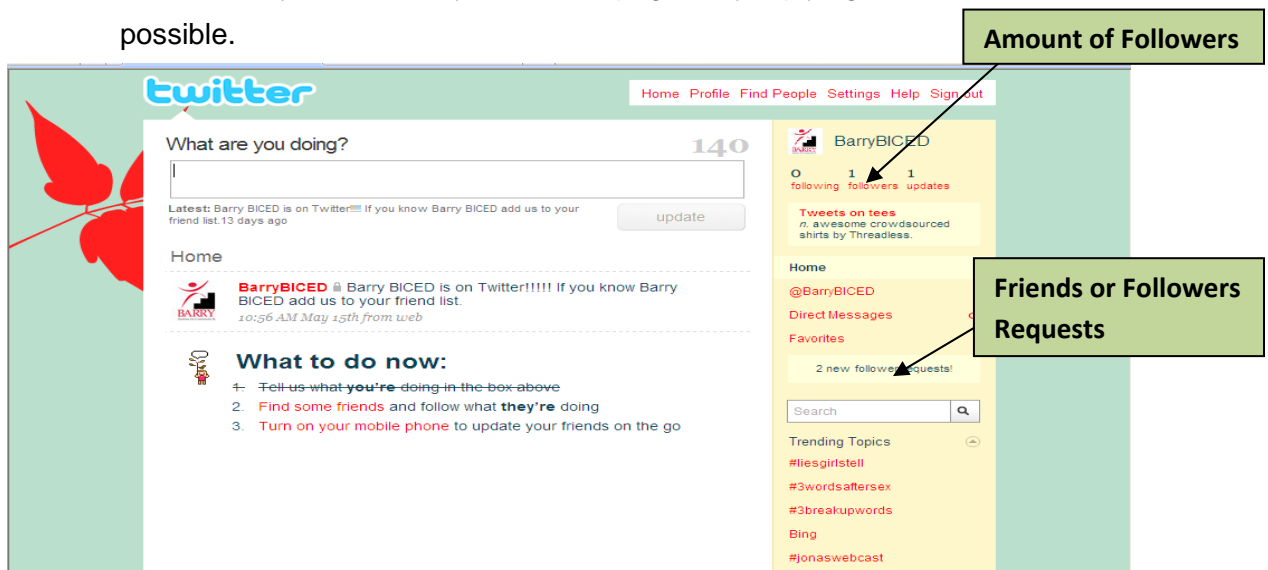 possible.
Amount of Followers
twitter
Home Profile Find People Settings Help Sign out
What are you doing?
140
Latest: Barry BICED is on Twitter!!!!! If you know Barry BICED add us to your
friend list. 13 days ago
update
Home
BarryBICED Barry BICED is on Twitter!!!!! If you know Barry
BICED add us to your friend list.
10:56 AM May 15th from web
BARRY
What to do now:
1. Tell us what you're doing in the box above
2. Find some friends and follow what they're doing
3. Turn on your mobile phone to update your friends on the go
BARRY
BarryBICED
0 1 1
following followers updates
Tweets on tees
n. awesome crowdsourced
shirts by Threadless.
Home
@BarryBICED
Direct Messages
Favorites
Friends or Followers
Requests
2 new follower requests!
Search
Trending Topics
#liesgirlstell
#3wordsaftersex
#3breakupwords
Bing
#jonaswebcast